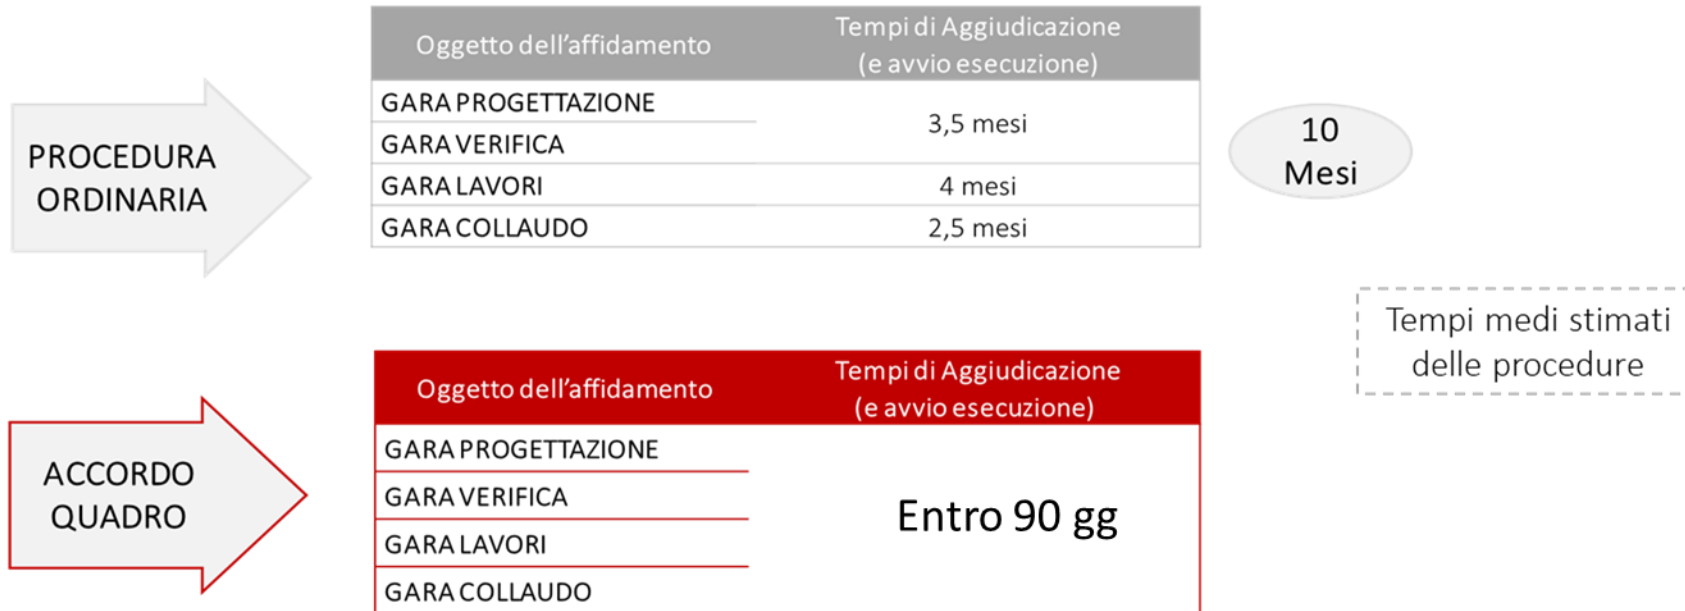 PROCEDURA
ORDINARIA
Oggetto dell'affidamento
Tempi di Aggiudicazione
(e avvio esecuzione)
GARA PROGETTAZIONE
GARA VERIFICA
3,5 mesi
GARA LAVORI
4 mesi
GARA COLLAUDO
2,5 mesi
10
Mesi
Tempi medi stimati
delle procedure
ACCORDO
QUADRO
Oggetto dell'affidamento
Tempi di Aggiudicazione
(e avvio esecuzione)
GARA PROGETTAZIONE
GARA VERIFICA
GARA LAVORI
GARA COLLAUDO
Entro 90 gg